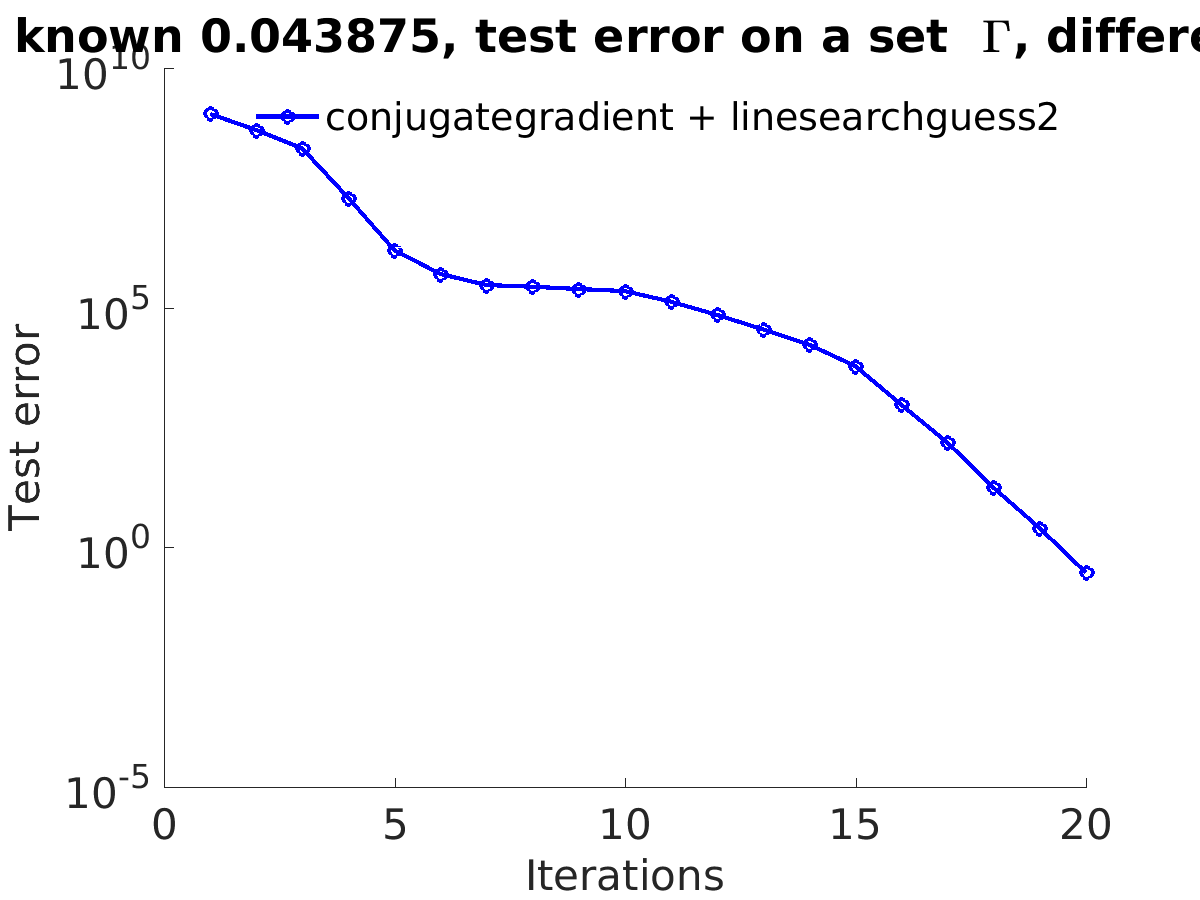 known 0.043875, test error on a set Γ, differe
conjugategradient + linesearchguess2
10^10
10^5
10^0
10^-5
Test error
0 5 10 15 20
Iterations